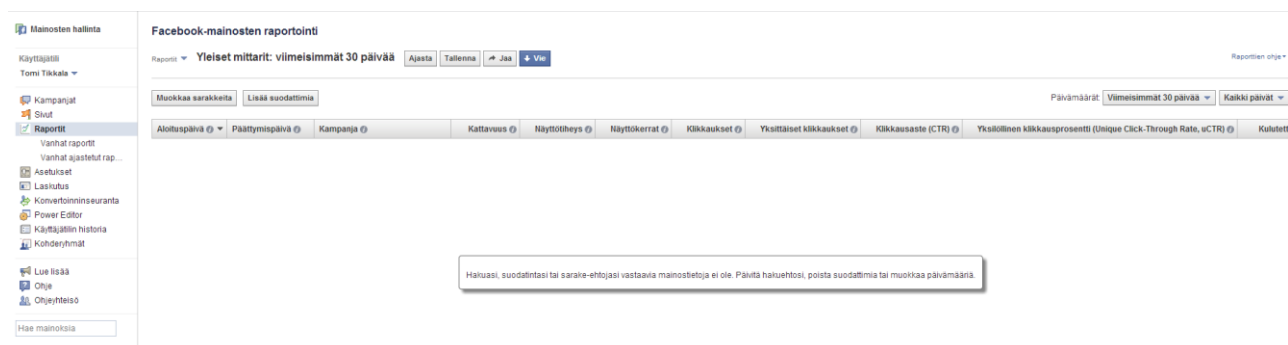 Mainosten hallinta
Käyttäjätili
Tomi Tikkala
Kampanjat
Sivut
Raportit
Vanhat raportit
Vanhat ajastetut rap...
Asetukset
Laskutus
Konvertoinninseuranta
Power Editor
Käyttäjätilin historia
Kohderyhmät
Lue lisää
Ohje
Ohjeyhteisö
Hae mainoksia
Facebook-mainosten raportointi
Raportit Yleiset mittarit: viimeisimmät 30 päivää Ajasta Tallenna Jaa Vie Raporttien ohje
Muokkaa sarakkeita Lisää suodattimia Päivämäärät: Viimeisimmät 30 päivää Kaikki päivät
Aloituspäivä Päättymispäivä Kampanja Kattavuus Näyttötiheys Näyttökerrat Klikkaukset Yksittäiset klikkaukset Klikkausaste (CTR) Yksilöllinen klikkausprosentti (Unique Click-Through Rate, uCTR) Kulutett
Hakuasi, suodatintasi tai sarake-ehtojasi vastaavia mainostietoja ei ole. Päivitä hakuehtosi, poista suodattimia tai muokkaa päivämääriä.